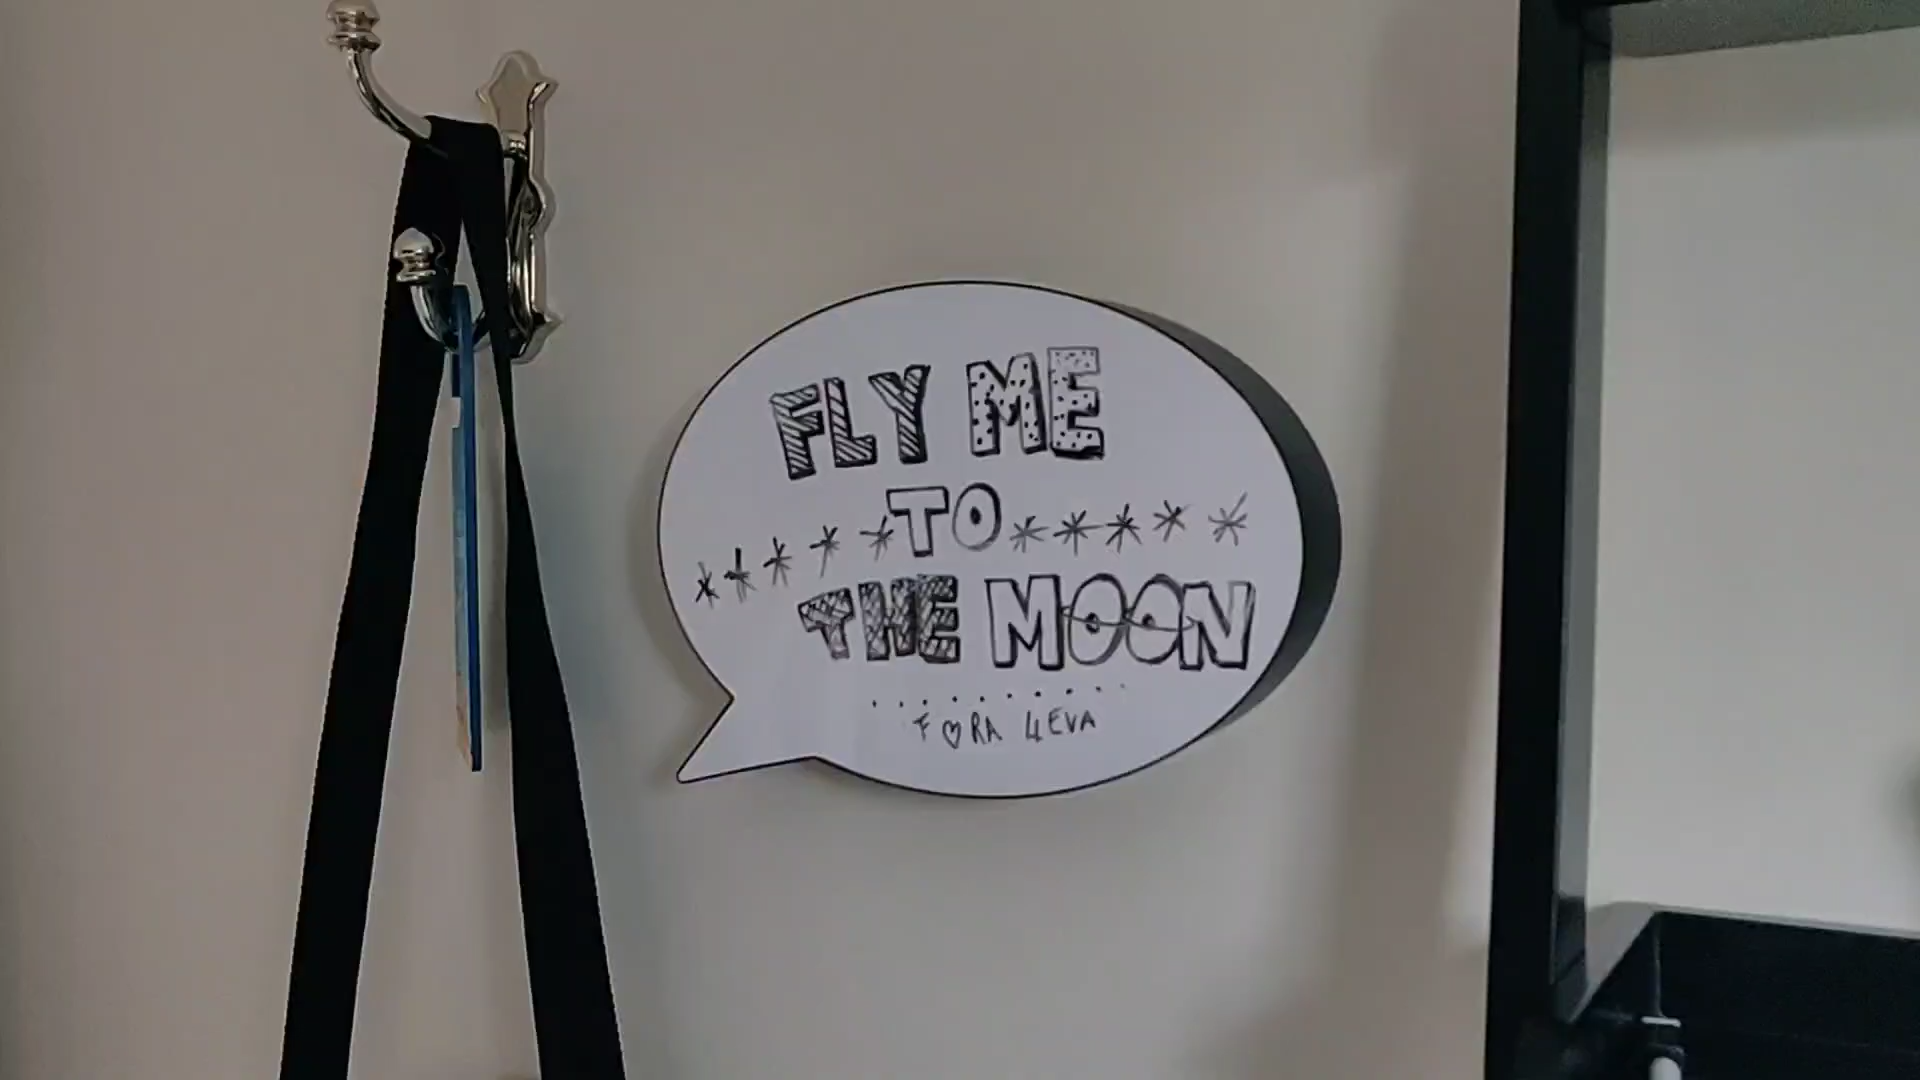 FLY ME
*****TO*****
THE MOON
..........
F♡RA 4EVA